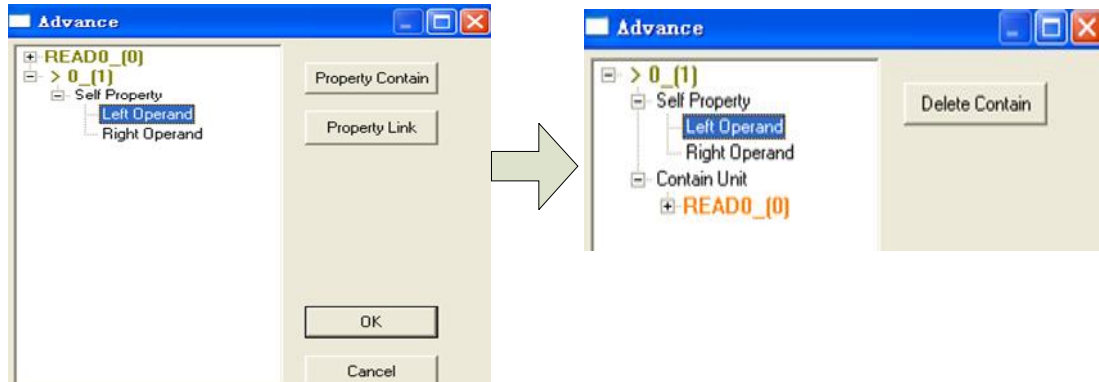 Advance
READ0_(0)
> 0_(1)
Self Property
Left Operand
Right Operand
Property Contain
Property Link
OK
Cancel
Advance
> 0_(1)
Self Property
Left Operand
Right Operand
Contain Unit
READ0_(0)
Delete Contain